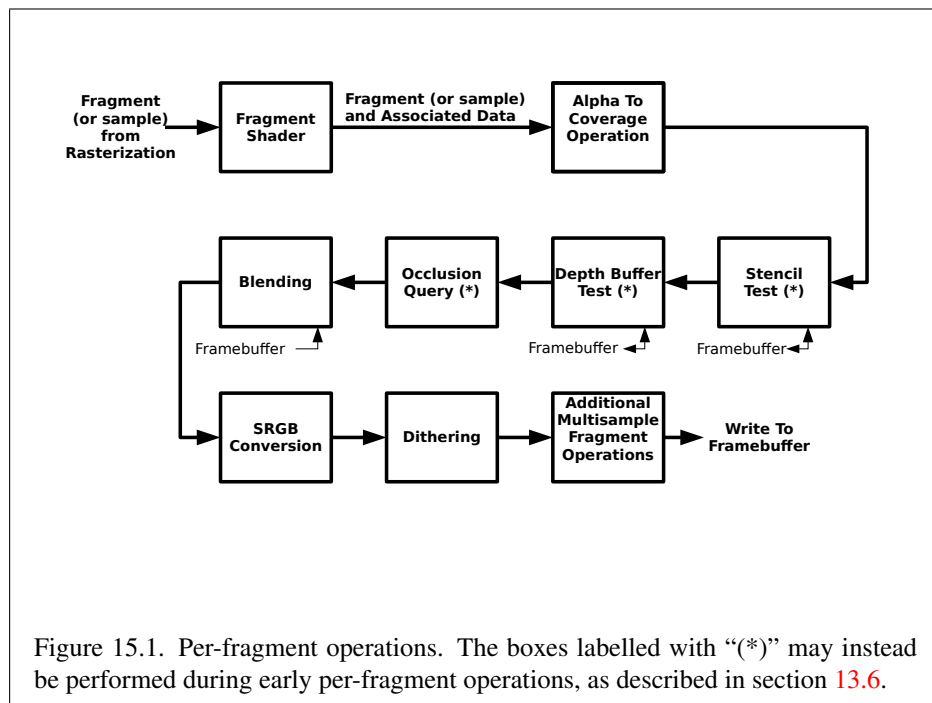 Fragment
(or sample)
from
Rasterization
Fragment
Shader
Fragment (or sample)
and Associated Data
Alpha To
Coverage
Operation
Blending
Occlusion
Query (*)
Depth Buffer
Test (*)
Stencil
Test (*)
Framebuffer
Framebuffer
Framebuffer
SRGB
Conversion
Dithering
Additional
Multisample
Fragment
Operations
Write To
Framebuffer
Figure 15.1. Per-fragment operations. The boxes labelled with “(*)” may instead
be performed during early per-fragment operations, as described in section 13.6.